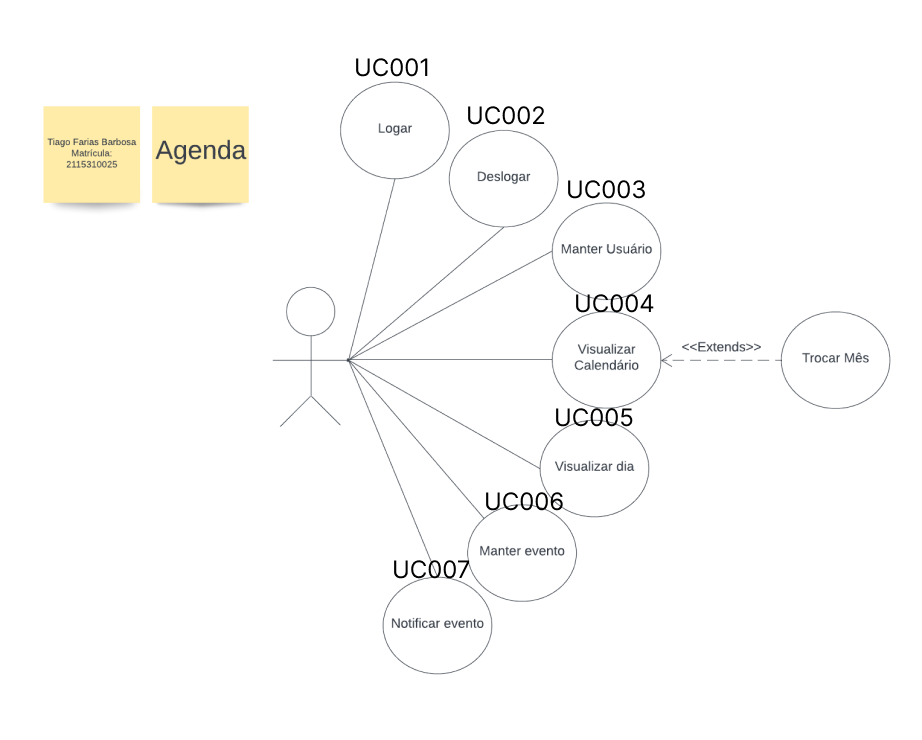 UC001
Logar
UC002
Deslogar
Tiago Farias Barbosa
Matrícula:
2115310025
Agenda
UC003
Manter Usuário
UC004
Visualizar
Calendário
<<Extends>>
Trocar Mês
UC005
Visualizar dia
UC006
Manter evento
UC007
Notificar evento